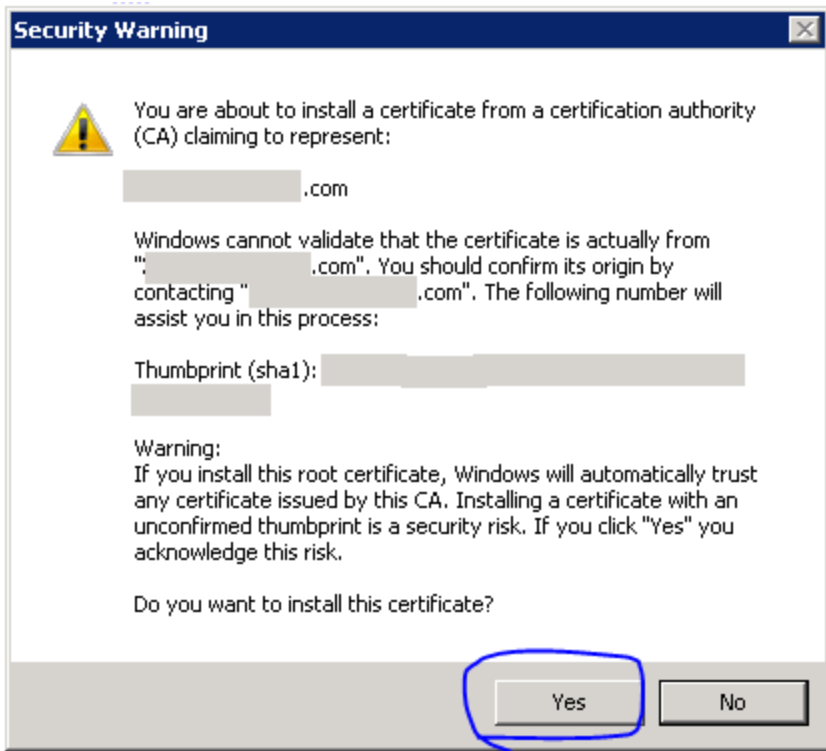 Security Warning
You are about to install a certificate from a certification authority
(CA) claiming to represent:
.com
Windows cannot validate that the certificate is actually from
" .com". You should confirm its origin by
contacting " .com". The following number will
assist you in this process:
Thumbprint (sha1):
Warning:
If you install this root certificate, Windows will automatically trust
any certificate issued by this CA. Installing a certificate with an
unconfirmed thumbprint is a security risk. If you click "Yes" you
acknowledge this risk.
Do you want to install this certificate?
Yes No